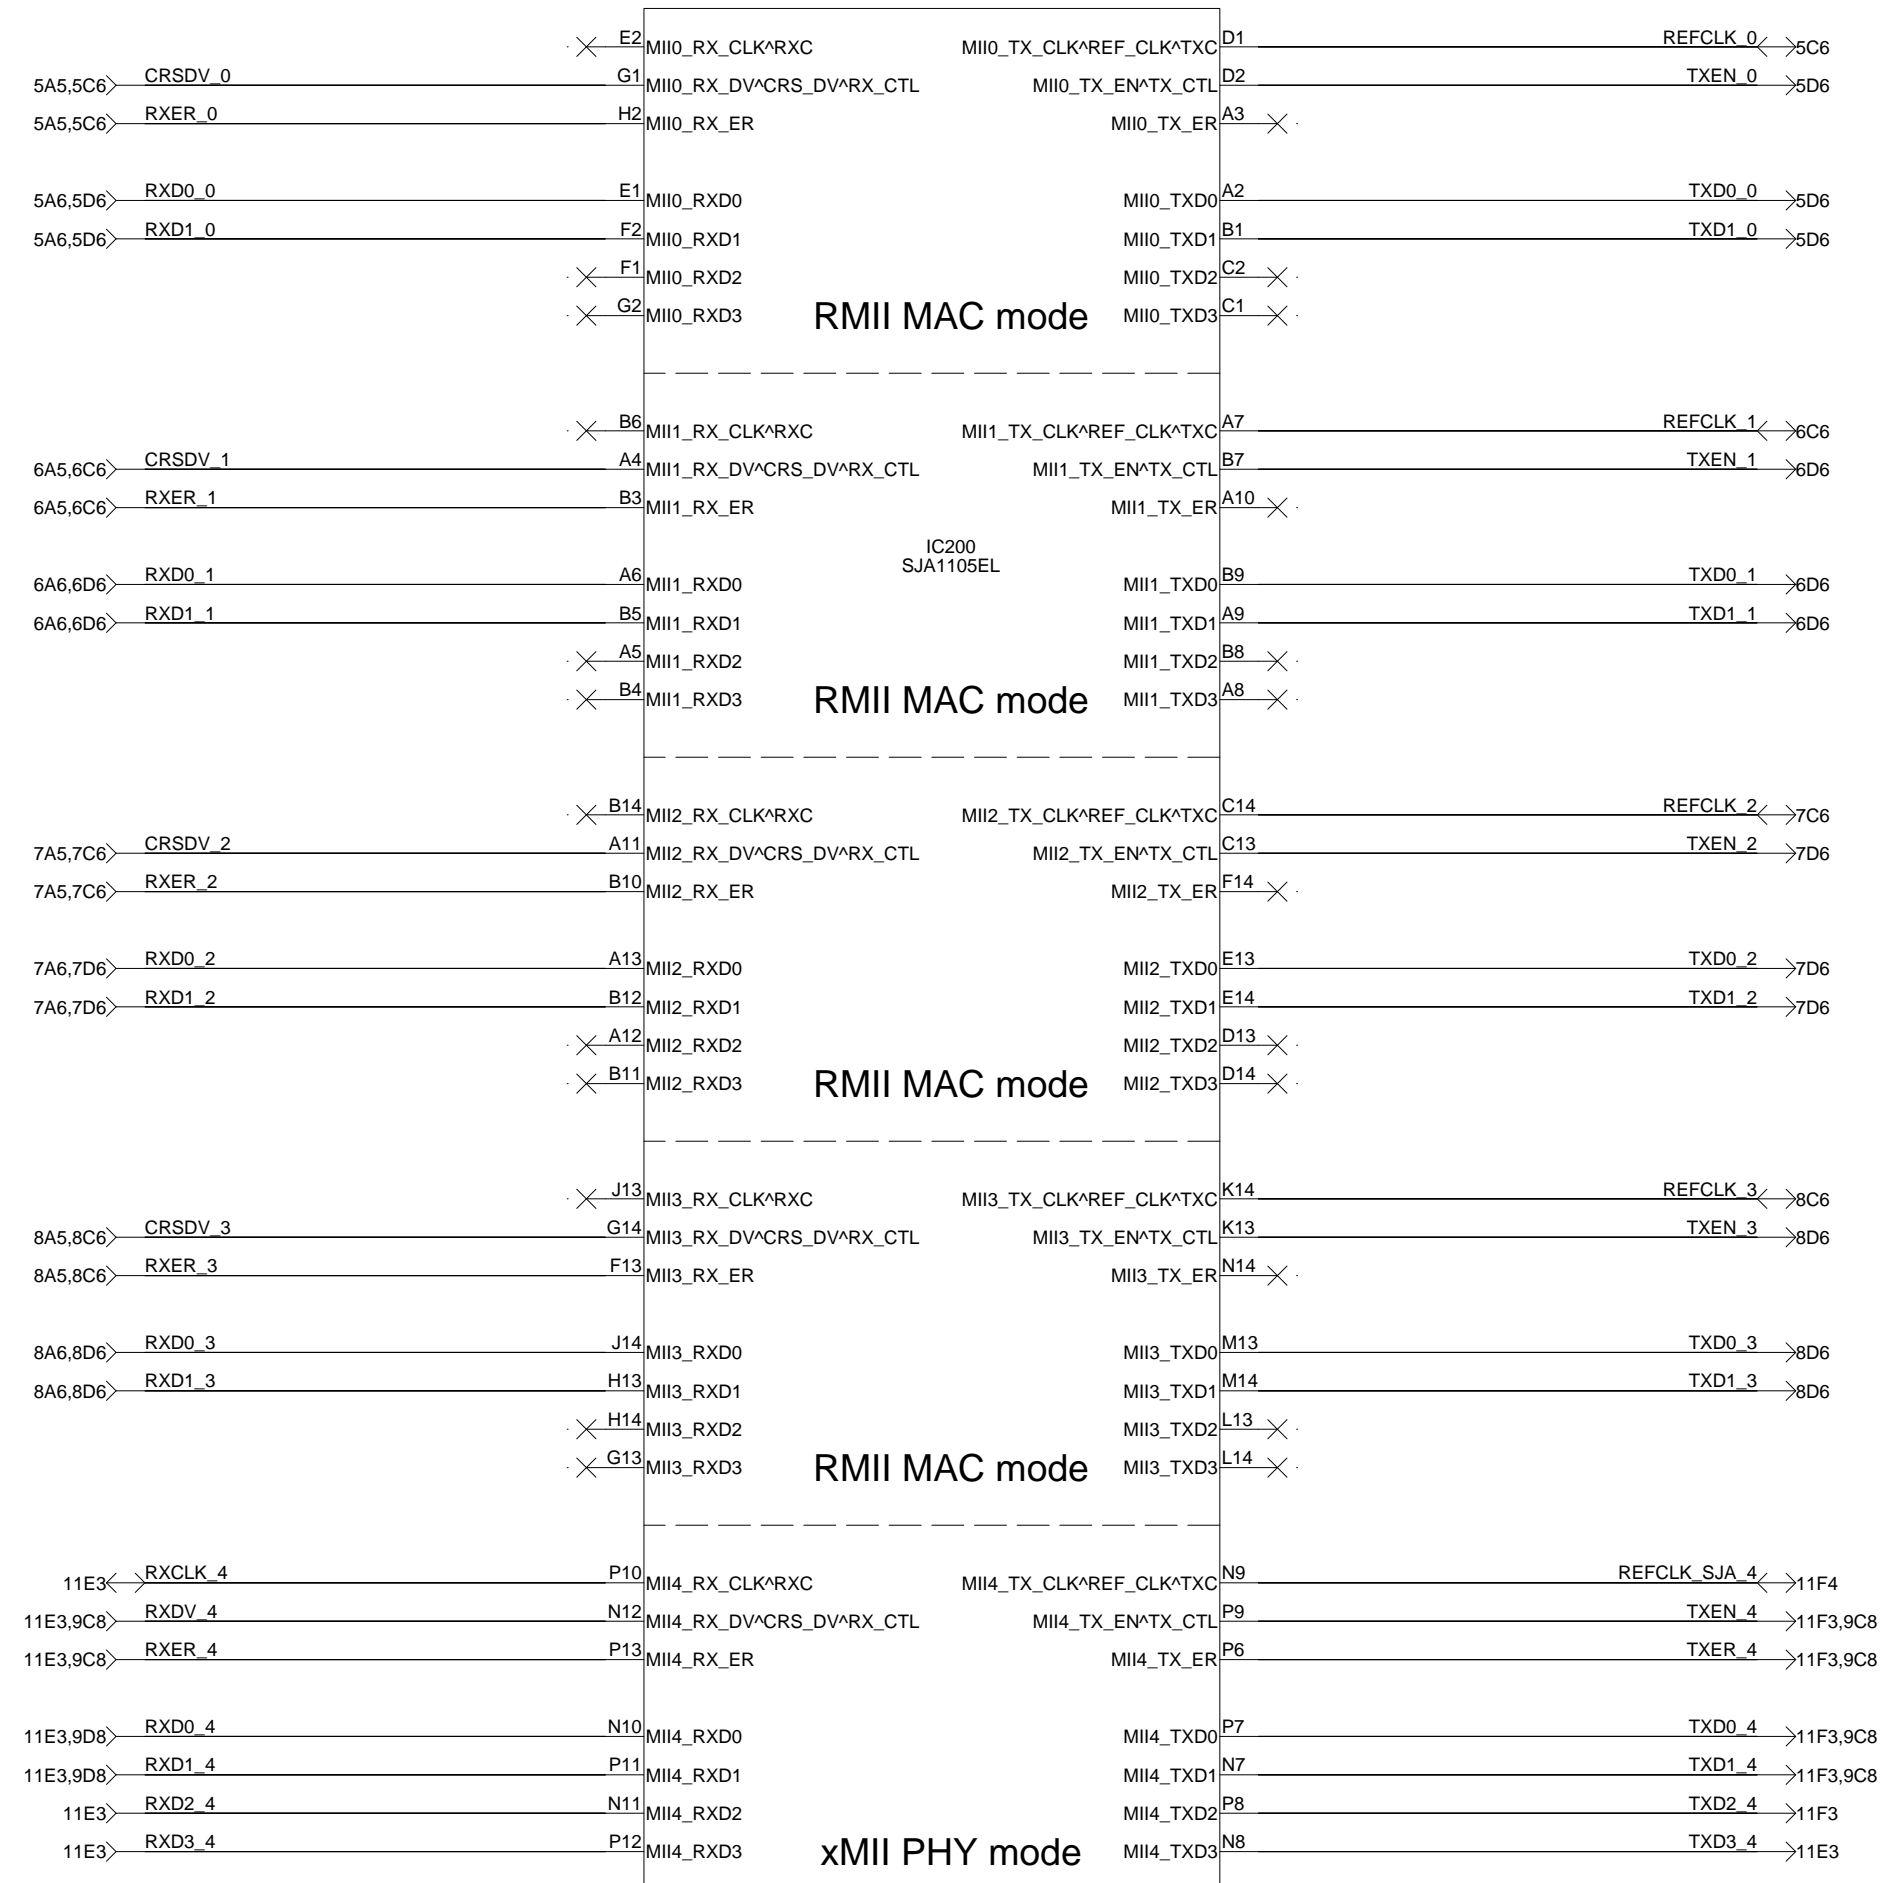 E2 MII0_RX_CLK^RXC MII0_TX_CLK^REF_CLK^TXC D1 REFCLK_0 5C6
5A5,5C6 CRSDV_0 G1 MII0_RX_DV^CRS_DV^RX_CTL MII0_TX_EN^TX_CTL D2 TXEN_0 5D6
5A5,5C6 RXER_0 H2 MII0_RX_ER MII0_TX_ER A3
5A6,5D6 RXD0_0 E1 MII0_RXD0 MII0_TXD0 A2 TXD0_0 5D6
5A6,5D6 RXD1_0 F2 MII0_RXD1 MII0_TXD1 B1 TXD1_0 5D6
F1 MII0_RXD2 MII0_TXD2 C2
G2 MII0_RXD3 RMII MAC mode MII0_TXD3 C1
B6 MII1_RX_CLK^RXC MII1_TX_CLK^REF_CLK^TXC A7 REFCLK_1 6C6
6A5,6C6 CRSDV_1 A4 MII1_RX_DV^CRS_DV^RX_CTL MII1_TX_EN^TX_CTL B7 TXEN_1 6D6
6A5,6C6 RXER_1 B3 MII1_RX_ER MII1_TX_ER A10
IC200
SJA1105EL
6A6,6D6 RXD0_1 A6 MII1_RXD0 MII1_TXD0 B9 TXD0_1 6D6
6A6,6D6 RXD1_1 B5 MII1_RXD1 MII1_TXD1 A9 TXD1_1 6D6
A5 MII1_RXD2 MII1_TXD2 B8
B4 MII1_RXD3 RMII MAC mode MII1_TXD3 A8
B14 MII2_RX_CLK^RXC MII2_TX_CLK^REF_CLK^TXC C14 REFCLK_2 7C6
7A5,7C6 CRSDV_2 A11 MII2_RX_DV^CRS_DV^RX_CTL MII2_TX_EN^TX_CTL C13 TXEN_2 7D6
7A5,7C6 RXER_2 B10 MII2_RX_ER MII2_TX_ER F14
7A6,7D6 RXD0_2 A13 MII2_RXD0 MII2_TXD0 E13 TXD0_2 7D6
7A6,7D6 RXD1_2 B12 MII2_RXD1 MII2_TXD1 E14 TXD1_2 7D6
A12 MII2_RXD2 MII2_TXD2 D13
B11 MII2_RXD3 RMII MAC mode MII2_TXD3 D14
J13 MII3_RX_CLK^RXC MII3_TX_CLK^REF_CLK^TXC K14 REFCLK_3 8C6
8A5,8C6 CRSDV_3 G14 MII3_RX_DV^CRS_DV^RX_CTL MII3_TX_EN^TX_CTL K13 TXEN_3 8D6
8A5,8C6 RXER_3 F13 MII3_RX_ER MII3_TX_ER N14
8A6,8D6 RXD0_3 J14 MII3_RXD0 MII3_TXD0 M13 TXD0_3 8D6
8A6,8D6 RXD1_3 H13 MII3_RXD1 MII3_TXD1 M14 TXD1_3 8D6
H14 MII3_RXD2 MII3_TXD2 L13
G13 MII3_RXD3 RMII MAC mode MII3_TXD3 L14
11E3 RXCLK_4 P10 MII4_RX_CLK^RXC MII4_TX_CLK^REF_CLK^TXC N9 REFCLK_SJA_4 11F4
11E3,9C8 RXDV_4 N12 MII4_RX_DV^CRS_DV^RX_CTL MII4_TX_EN^TX_CTL P9 TXEN_4 11F3,9C8
11E3,9C8 RXER_4 P13 MII4_RX_ER MII4_TX_ER P6 TXER_4 11F3,9C8
11E3,9D8 RXD0_4 N10 MII4_RXD0 MII4_TXD0 P7 TXD0_4 11F3,9C8
11E3,9D8 RXD1_4 P11 MII4_RXD1 MII4_TXD1 N7 TXD1_4 11F3,9C8
11E3 RXD2_4 N11 MII4_RXD2 MII4_TXD2 P8 TXD2_4 11F3
11E3 RXD3_4 P12 MII4_RXD3 xMII PHY mode MII4_TXD3 N8 TXD3_4 11E3